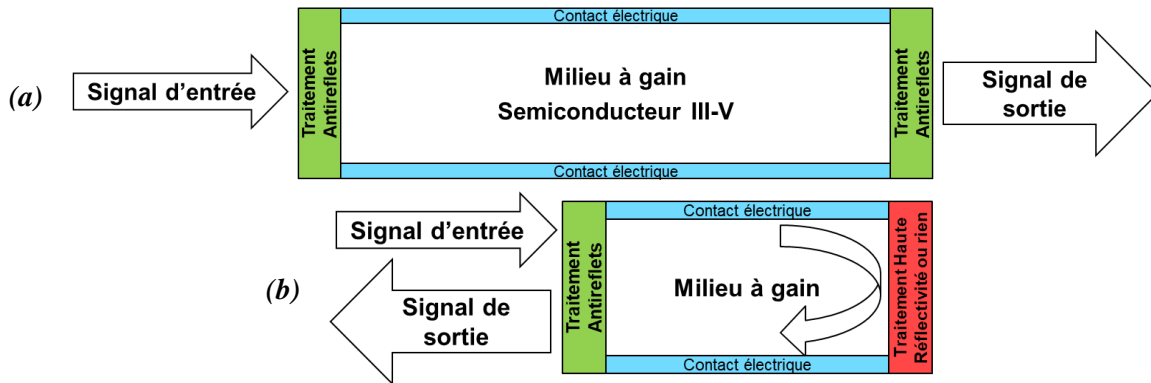 Contact électrique
(a)
Signal d'entrée
Traitement
Antireflets
Milieu à gain
Semiconducteur III-V
Traitement
Antireflets
Signal de
sortie
Contact électrique
Contact électrique
Signal d'entrée
(b)
Signal de
sortie
Traitement
Antireflets
Milieu à gain
Traitement Haute
Réflectivité ou rien
Contact électrique